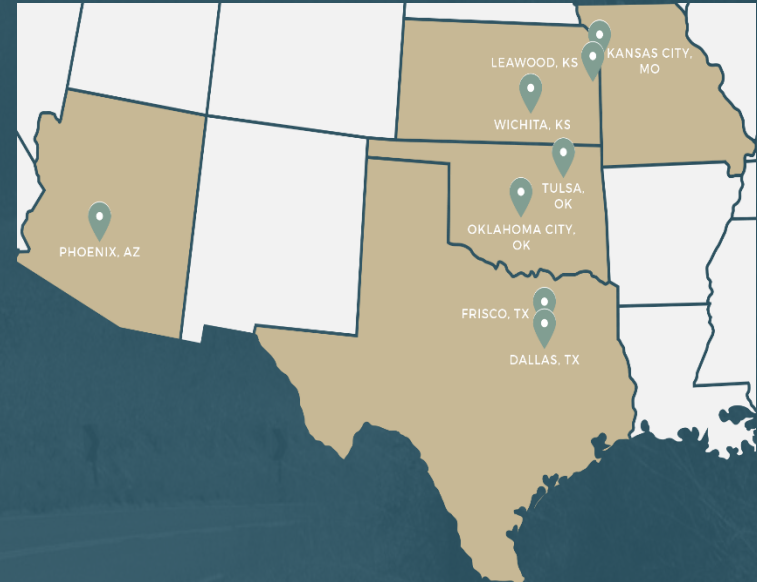 LEAWOOD, KS
KANSAS CITY,
MO
WICHITA, KS
TULSA,
OK
OKLAHOMA CITY,
OK
PHOENIX, AZ
FRISCO, TX
DALLAS, TX